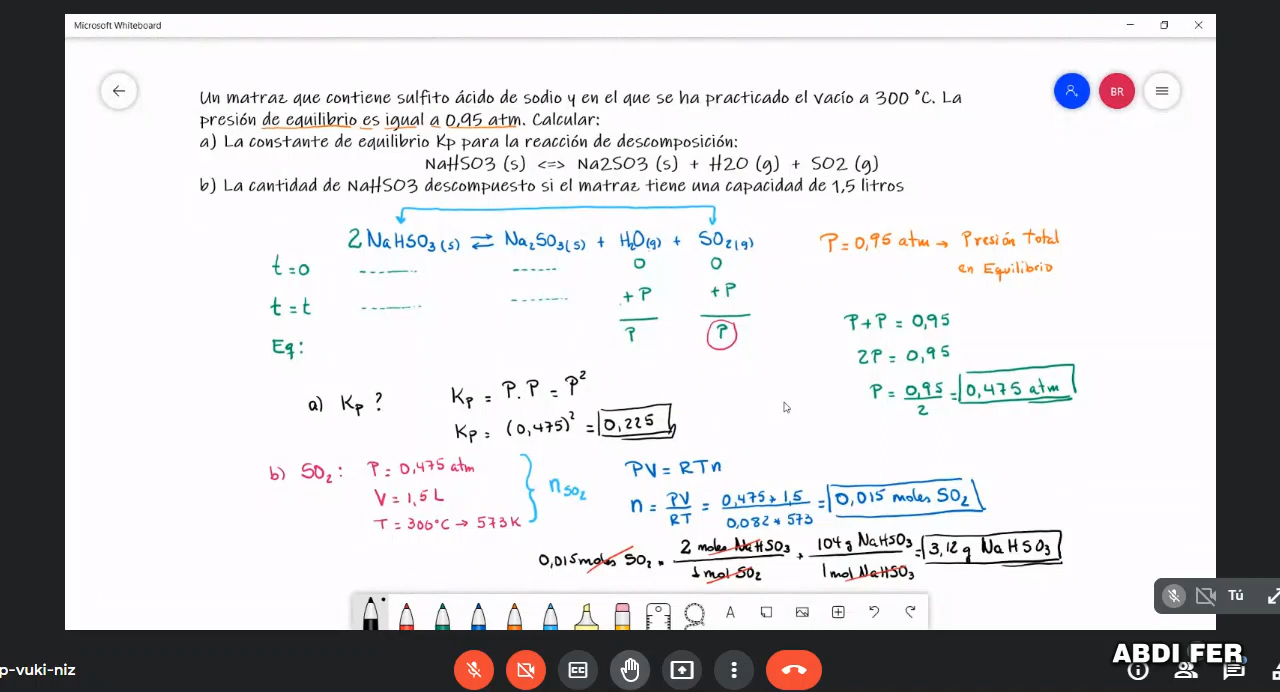 Microsoft Whiteboard
Un matraz que contiene sulfito ácido de sodio y en el que se ha practicado el vacío a 300 °C. La
presión de equilibrio es igual a 0,95 atm. Calcular:
a) La constante de equilibrio Kp para la reacción de descomposición:
NaHSO3 (s) <=> Na2SO3 (s) + H2O (g) + SO2 (g)
b) La cantidad de NaHSO3 descompuesto si el matraz tiene una capacidad de 1,5 litros
BR
2 NaHSO₃(s) ⇌ Na₂SO₃(s) + H₂O(g) + SO₂(g)
t=0 ........ ...... 0 0
t=t ........ ........ +P +P
Eq: P P
P=0,95 atm → Presión Total
en Equilibrio
P+P = 0,95
2P = 0,95
P = 0,95/2 = 0,475 atm
a) Kp ? Kp = P.P = P²
Kp = (0,475)² = 0,225
b) SO₂: P = 0,475 atm
V = 1,5 L
T = 300°C → 573K
nSO₂
PV = RTn
n = PV/RT = 0,475*1,5/0,082*573 = 0,015 moles SO₂
0,015 moles SO₂ * 2 moles NaHSO₃/1 mol SO₂ * 104 g NaHSO₃/1 mol NaHSO₃ = 3,12 g NaHSO₃
A
Tú
p-vuki-niz
CC
ABDI FER